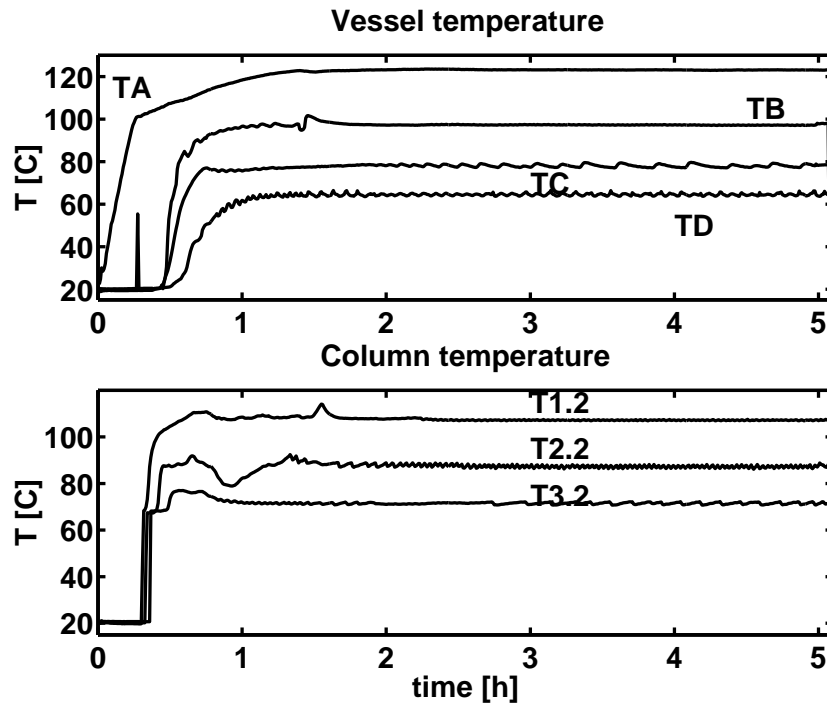 Vessel temperature
T [C]
120
100
80
60
40
20
TA
TB
TC
TD
0 1 2 3 4 5
Column temperature
T [C]
100
80
60
40
20
T1.2
T2.2
T3.2
0 1 2 3 4 5
time [h]